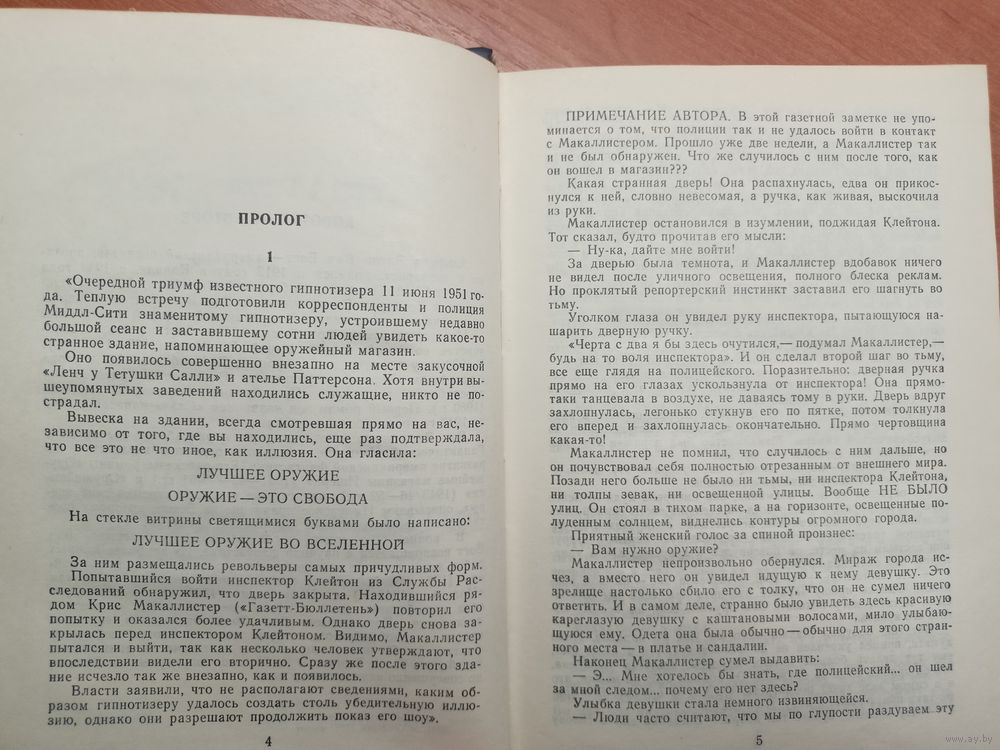 ПРОЛОГ
1
«Очередной триумф известного гипнотизера 11 июня 1951 го-
да. Теплую встречу подготовили корреспонденты и полиция
Миддл-Сити знаменитому гипнотизеру, устроившему недавно
большой сеанс и заставившему сотни людей увидеть какое-то
странное здание, напоминающее оружейный магазин.
Оно появилось совершенно внезапно на месте закусочной
«Ленч у Тетушки Салли» и ателье Паттерсона. Хотя внутри вы-
шеупомянутых заведений находились служащие, никто не по-
страдал.
Вывеска на здании, всегда смотревшая прямо на вас, не-
зависимо от того, где вы находились, еще раз подтверждала,
что все это не что иное, как иллюзия. Она гласила:
ЛУЧШЕЕ ОРУЖИЕ
ОРУЖИЕ — ЭТО СВОБОДА
На стекле витрины светящимися буквами было написано:
ЛУЧШЕЕ ОРУЖИЕ ВО ВСЕЛЕННОЙ
За ним размещались револьверы самых причудливых форм.
Попытавшийся войти инспектор Клейтон из Службы Рас-
следований обнаружил, что дверь закрыта. Находившийся ря-
дом Крис Макаллистер («Газетт-Бюллетень») повторил его
попытку и оказался более удачливым. Однако дверь снова за-
крылась перед инспектором Клейтоном. Видимо, Макаллистер
пытался и выйти, так как несколько человек утверждают, что
впоследствии видели его вторично. Сразу же после этого зда-
ние исчезло так же внезапно, как и появилось.
Власти заявили, что не располагают сведениями, каким об-
разом гипнотизеру удалось создать столь убедительную иллю-
зию, однако они разрешают продолжить показ его шоу».
4
ПРИМЕЧАНИЕ АВТОРА. В этой газетной заметке не упо-
минается о том, что полиции так и не удалось войти в контакт
с Макаллистером. Прошло уже две недели, а Макаллистер так
и не был обнаружен. Что же случилось с ним после того, как
он вошел в магазин???
Какая странная дверь! Она распахнулась, едва он прикос-
нулся к ней, словно невесомая, а ручка, как живая, выскочила
из руки.
Макаллистер остановился в изумлении, поджидая Клейтона.
Тот сказал, будто прочитав его мысли:
— Ну-ка, дайте мне войти!
За дверью была темнота, и Макаллистер вдобавок ничего
не видел после уличного освещения, полного блеска реклам.
Но проклятый репортерский инстинкт заставил его шагнуть во
тьму.
Уголком глаза он увидел руку инспектора, пытающуюся на-
шарить дверную ручку.
«Черта с два я бы здесь очутился,— подумал Макаллистер,—
будь на то воля инспектора». И он сделал второй шаг во тьму,
все еще глядя на полицейского. Поразительно: дверная ручка
прямо на его глазах ускользнула от инспектора! Она прямо-
таки танцевала в воздухе, не даваясь тому в руки. Дверь вдруг
захлопнулась, легонько стукнув его по пятке, потом толкнула
его вперед и захлопнулась окончательно. Прямо чертовщина
какая-то!
Макаллистер не помнил, что случилось с ним дальше, но
он почувствовал себя полностью отрезанным от внешнего мира.
Позади него больше не было ни тьмы, ни инспектора Клейтона,
ни толпы зевак, ни освещенной улицы. Вообще НЕ БЫЛО
улиц. Он стоял в тихом парке, а на горизонте, освещенные по-
луденным солнцем, виднелись контуры огромного города.
Приятный женский голос за спиной произнес:
— Вам нужно оружие?
Макаллистер непроизвольно обернулся. Мираж города ис-
чез, а вместо него он увидел идущую к нему девушку. Это
зрелище настолько сбило его с толку, что он не сумел ничего
ответить. И в самом деле, странно было увидеть здесь красивую
кареглазую девушку с каштановыми волосами, мило улыбаю-
щуюся ему. Одета она была обычно — обычно для этого стран-
ного места — в платье и сандалии.
Наконец Макаллистер сумел выдавить:
— Э... Мне хотелось бы знать, где полицейский... он шел
за мной следом... почему его нет здесь?
Улыбка девушки стала немного извиняющейся.
— Люди часто считают, что мы по глупости раздуваем эту
5
www.ay.by